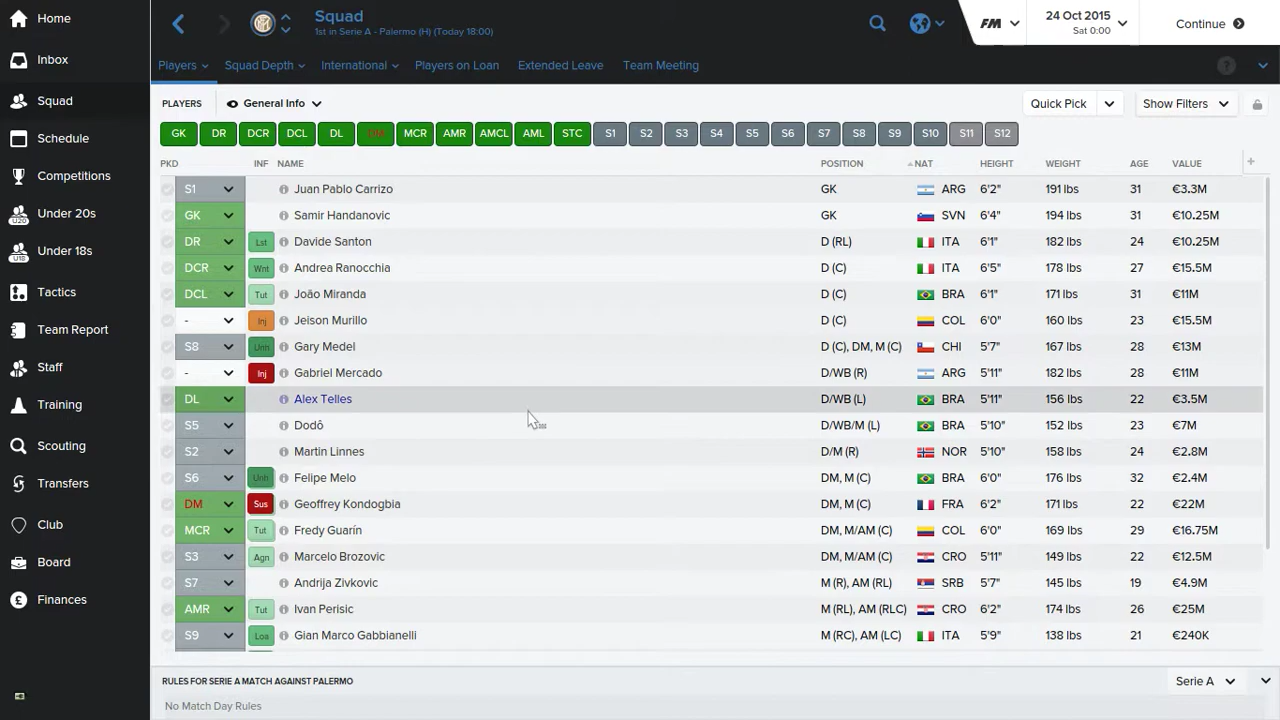 Home
Inbox
Squad
Schedule
Competitions
Under 20s
Under 18s
Tactics
Team Report
Staff
Training
Scouting
Transfers
Club
Board
Finances
Squad
1st in Serie A - Palermo (H) (Today 18:00)
FM
24 Oct 2015
Sat 0:00
Continue
Players Squad Depth International Players on Loan Extended Leave Team Meeting ?
PLAYERS General Info Quick Pick Show Filters
GK DR DCR DCL DL DM MCR AMR AMCL AML STC S1 S2 S3 S4 S5 S6 S7 S8 S9 S10 S11 S12
PKD INF NAME POSITION NAT HEIGHT WEIGHT AGE VALUE +
S1 Juan Pablo Carrizo GK ARG 6'2" 191 lbs 31 €3.3M
GK Samir Handanovic GK SVN 6'4" 194 lbs 31 €10.25M
DR Lst Davide Santon D (RL) ITA 6'1" 182 lbs 24 €10.25M
DCR Wnt Andrea Ranocchia D (C) ITA 6'5" 178 lbs 27 €15.5M
DCL Tut João Miranda D (C) BRA 6'1" 171 lbs 31 €11M
- Inj Jeison Murillo D (C) COL 6'0" 160 lbs 23 €15.5M
S8 Unh Gary Medel D (C), DM, M (C) CHI 5'7" 167 lbs 28 €13M
- Inj Gabriel Mercado D/WB (R) ARG 5'11" 182 lbs 28 €11M
DL Alex Telles D/WB (L) BRA 5'11" 156 lbs 22 €3.5M
S5 Dodô D/WB/M (L) BRA 5'10" 152 lbs 23 €7M
S2 Martin Linnes D/M (R) NOR 5'10" 158 lbs 24 €2.8M
S6 Unh Felipe Melo DM, M (C) BRA 6'0" 176 lbs 32 €2.4M
DM Sus Geoffrey Kondogbia DM, M (C) FRA 6'2" 171 lbs 22 €22M
MCR Tut Fredy Guarín DM, M/AM (C) COL 6'0" 169 lbs 29 €16.75M
S3 Agn Marcelo Brozovic DM, M/AM (C) CRO 5'11" 149 lbs 22 €12.5M
S7 Andrija Zivkovic M (R), AM (RL) SRB 5'7" 145 lbs 19 €4.9M
AMR Tut Ivan Perisic M (RL), AM (RLC) CRO 6'2" 174 lbs 26 €25M
S9 Loa Gian Marco Gabbianelli M (RC), AM (LC) ITA 5'9" 138 lbs 21 €240K
RULES FOR SERIE A MATCH AGAINST PALERMO Serie A
No Match Day Rules